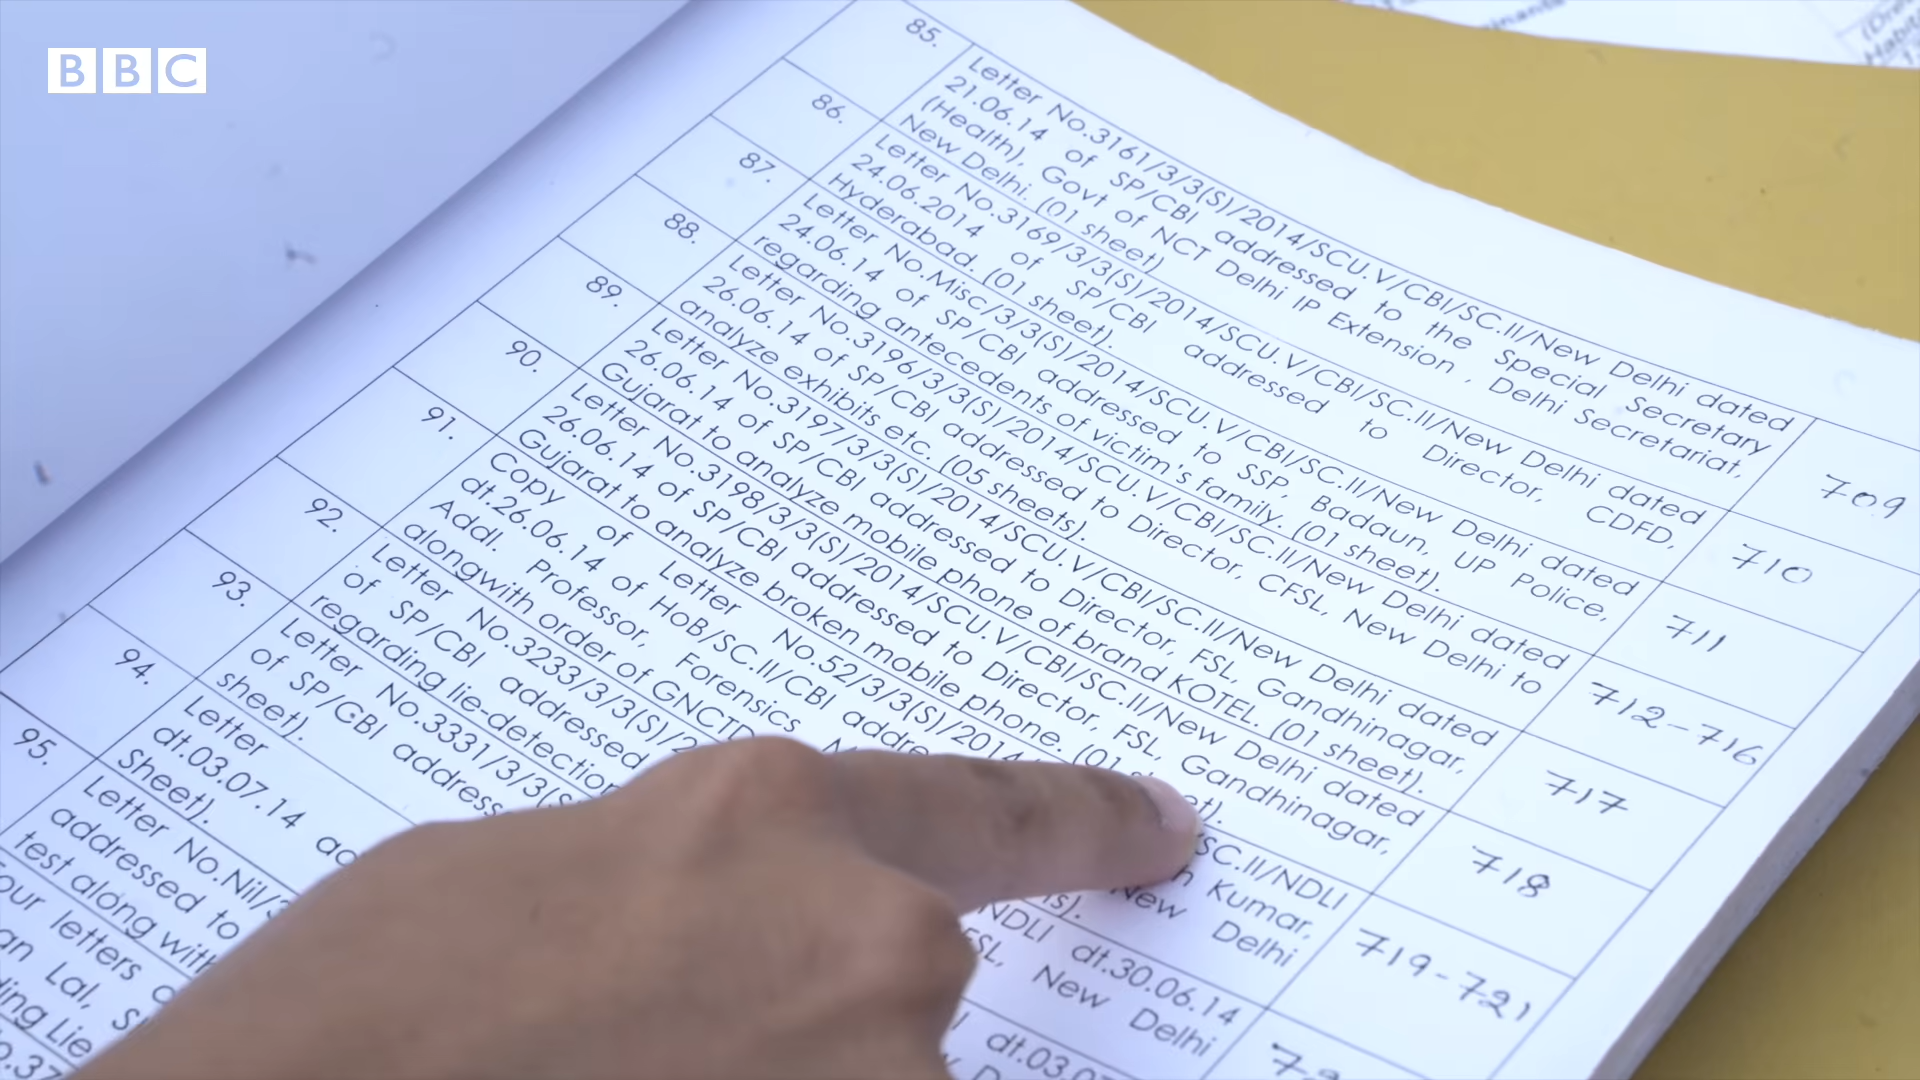 BBC
85.
Letter No.3161/3/3(S)/2014/SCU.V/CBI/SC.II/New Delhi dated
21.06.14 of SP/CBI addressed to the Special Secretary
(Health), Govt of NCT Delhi IP Extension , Delhi Secretariat,
New Delhi. (01 sheet)
709
86.
Letter No.3169/3/3(S)/2014/SCU.V/CBI/SC.II/New Delhi dated
24.06.2014 of SP/CBI addressed to Director, CDFD,
Hyderabad. (01 sheet).
710
87.
Letter No.Misc/3/3(S)/2014/SCU.V/CBI/SC.II/New Delhi dated
24.06.14 of SP/CBI addressed to SSP, Badaun, UP Police,
regarding antecedents of victim's family. (01 sheet).
711
88.
Letter No.3196/3/3(S)/2014/SCU.V/CBI/SC.II/New Delhi dated
26.06.14 of SP/CBI addressed to Director, CFSL, New Delhi to
analyze exhibits etc. (05 sheets).
712-716
89.
Letter No.3197/3/3(S)/2014/SCU.V/CBI/SC.II/New Delhi dated
26.06.14 of SP/CBI addressed to Director, FSL, Gandhinagar,
Gujarat to analyze mobile phone of brand KOTEL. (01 sheet).
717
90.
Letter No.3198/3/3(S)/2014/SCU.V/CBI/SC.II/New Delhi dated
26.06.14 of SP/CBI addressed to Director, FSL, Gandhinagar,
Gujarat to analyze broken mobile phone. (01
718
91.
Copy of Letter No.52/3/3(S)/2014 /SC.II/NDLI
dt.26.06.14 of HoB/SC.II/CBI Kumar,
Addl. Professor, Forensics New Delhi
alongwith order of GNCTD
719-721
92.
Letter No.3233/3/3(S)/2 NDLI dt.30.06.14
of SP/CBI addressed New Delhi
regarding lie-detection
93.
Letter No.3331/3/3(S
of SP/CBI
sheet).
94.
Letter
dt.03.07.14
Sheet).
95.
Letter No.Nil/3
addressed to
test along with
letters
Lal,
Lie